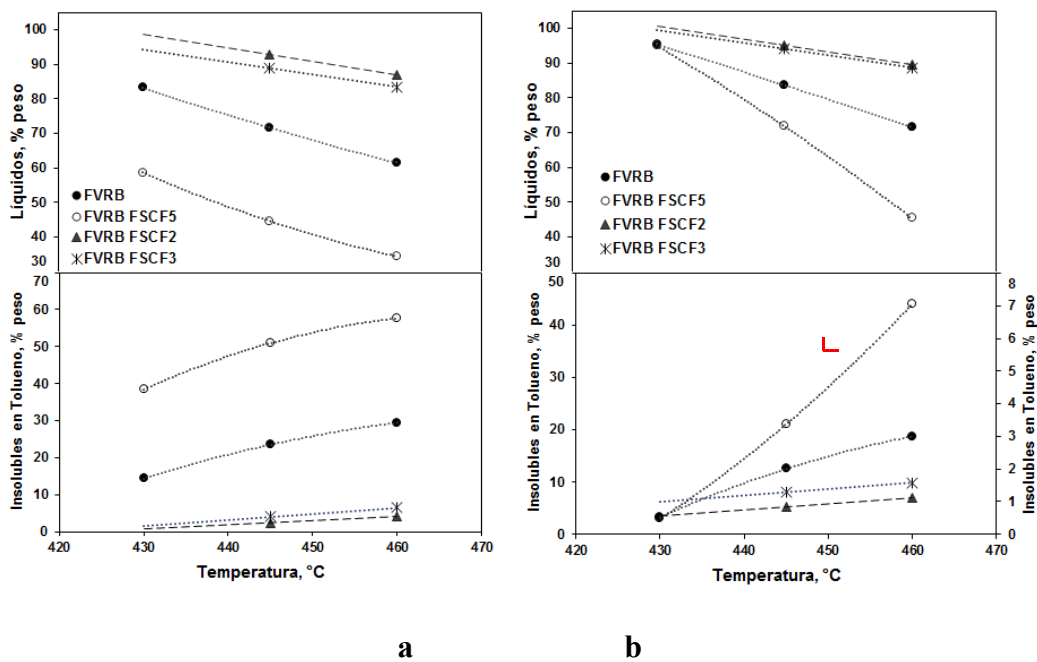 100
90
80
70
60
50
40
30
Líquidos, % peso
FVRB
FVRB FSCF5
FVRB FSCF2
FVRB FSCF3
70
60
50
40
30
20
10
0
Insolubles en Tolueno, % peso
420 430 440 450 460 470
Temperatura, °C
a
100
90
80
70
60
50
40
30
Líquidos, % peso
FVRB
FVRB FSCF5
FVRB FSCF2
FVRB FSCF3
50
40
30
20
10
0
Insolubles en Tolueno, % peso
8
7
6
5
4
3
2
1
0
Insolubles en Tolueno, % peso
420 430 440 450 460 470
Temperatura, °C
b